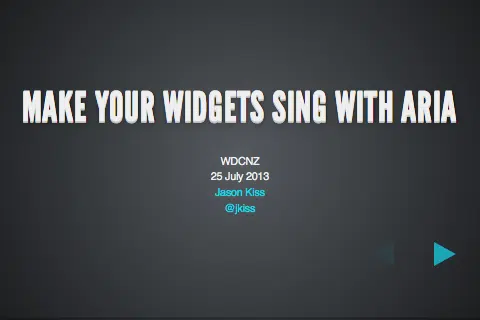 MAKE YOUR WIDGETS SING WITH ARIA
WDCNZ
25 July 2013
Jason Kiss
@jkiss